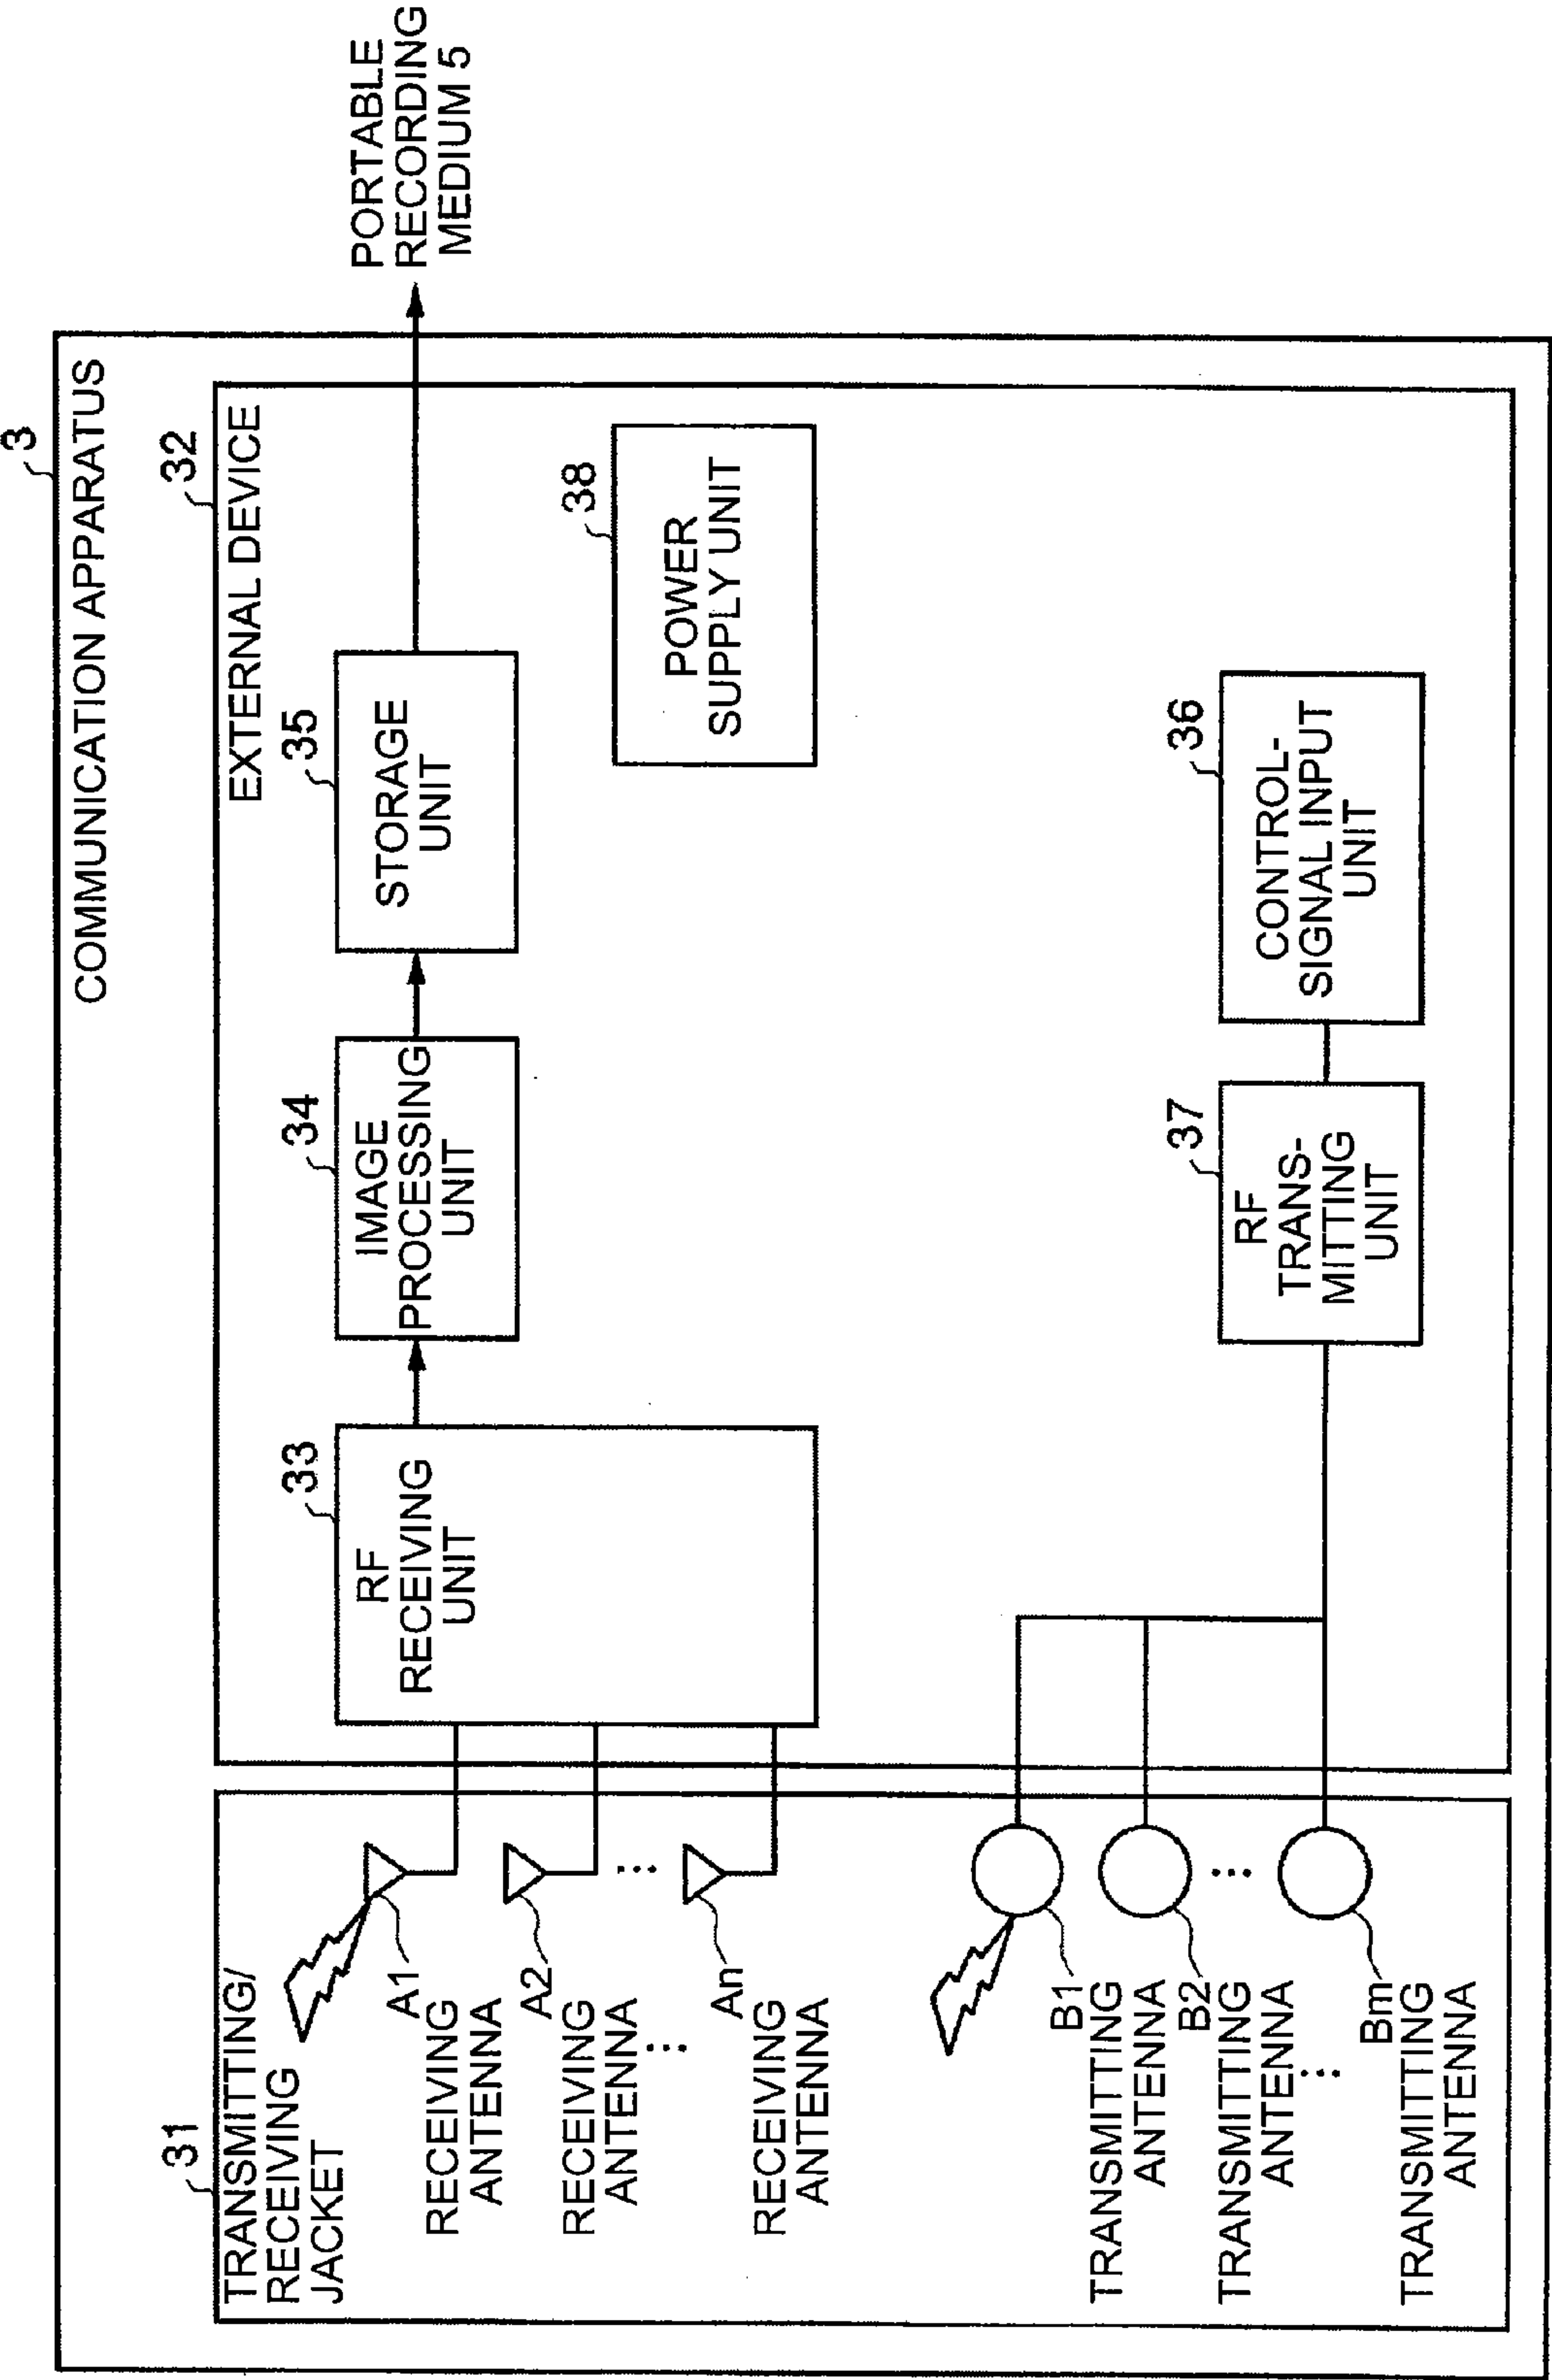 3
COMMUNICATION APPARATUS
31
TRANSMITTING/
RECEIVING
JACKET
32
EXTERNAL DEVICE
A1
RECEIVING
ANTENNA
A2
RECEIVING
ANTENNA
⋮
An
RECEIVING
ANTENNA
33
RF
RECEIVING
UNIT
34
IMAGE
PROCESSING
UNIT
35
STORAGE
UNIT
PORTABLE
RECORDING
MEDIUM 5
38
POWER
SUPPLY UNIT
B1
TRANSMITTING
ANTENNA
B2
TRANSMITTING
ANTENNA
⋮
Bm
TRANSMITTING
ANTENNA
37
RF
TRANS-
MITTING
UNIT
36
CONTROL-
SIGNAL INPUT
UNIT